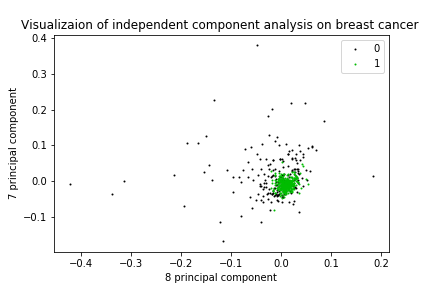 Visualizaion of independent component analysis on breast cancer
0.4
0.3
0.2
0.1
0.0
−0.1
7 principal component
0
1
−0.4 −0.3 −0.2 −0.1 0.0 0.1 0.2
8 principal component